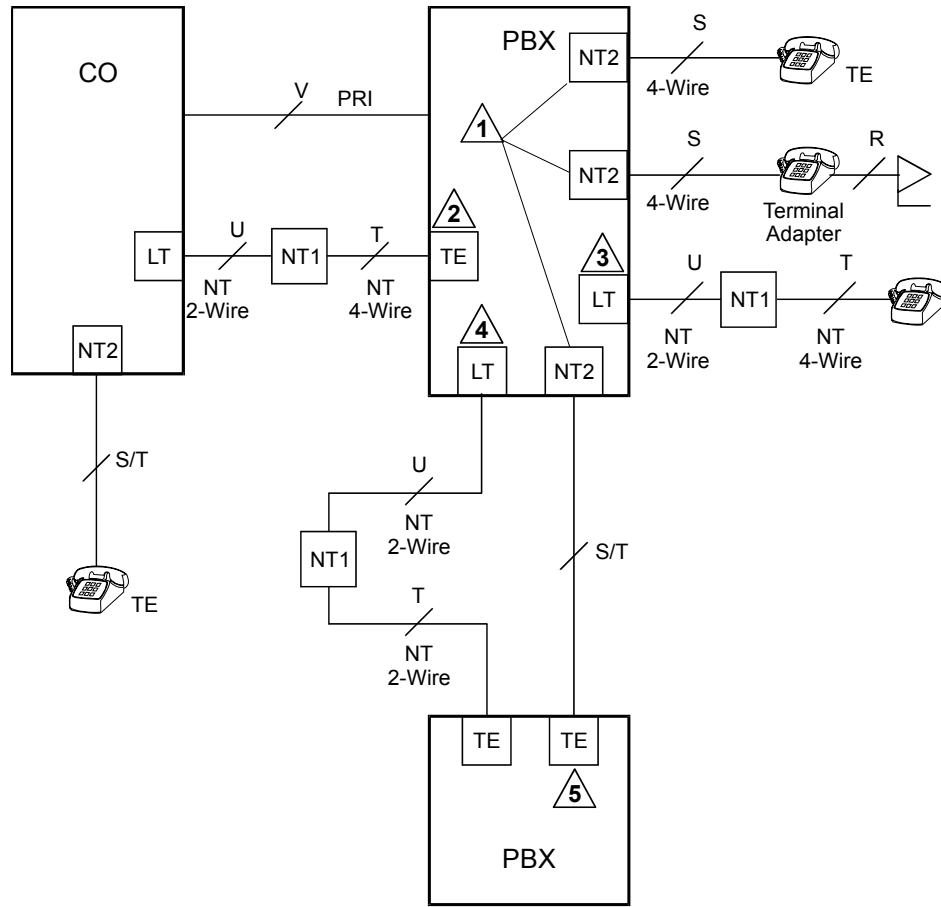 CO
PBX
NT2
S
4-Wire
TE
V
PRI
1
NT2
S
4-Wire
Terminal
Adapter
R
LT
U
NT
2-Wire
NT1
T
NT
4-Wire
2
TE
3
LT
U
NT
2-Wire
NT1
T
NT
4-Wire
NT2
4
LT
NT2
S/T
TE
U
NT
2-Wire
NT1
S/T
T
NT
2-Wire
TE
TE
5
PBX